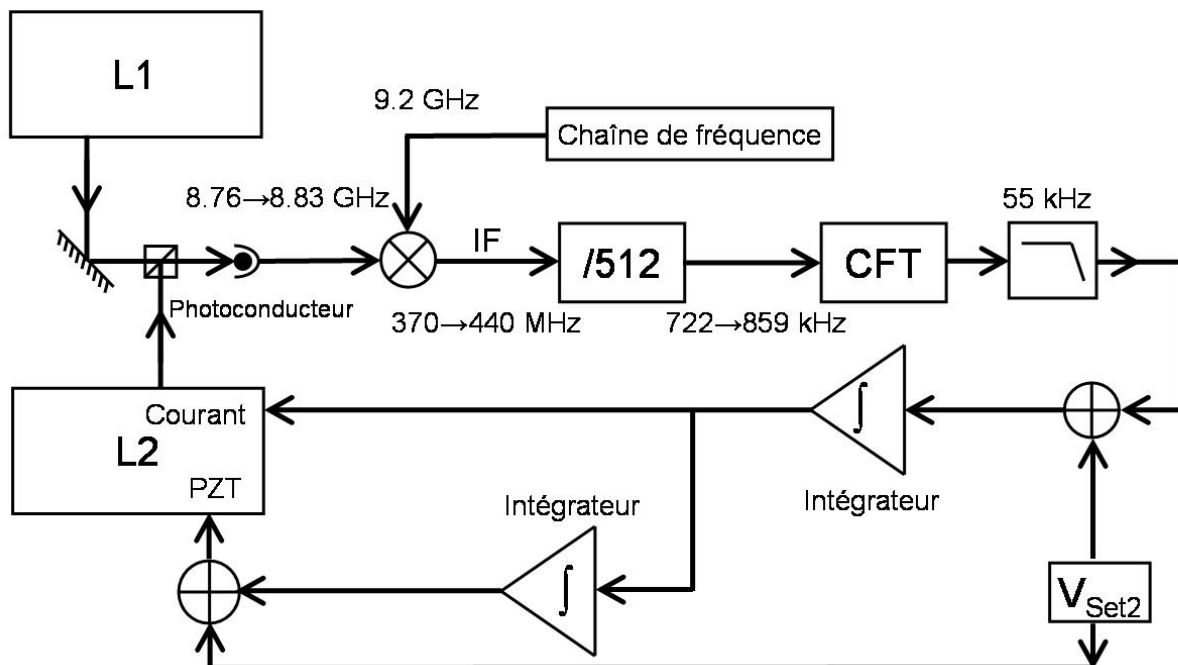 L1
9.2 GHz
Chaîne de fréquence
8.76→8.83 GHz
55 kHz
IF
/512
CFT
Photoconducteur
370→440 MHz
722→859 kHz
Courant
L2
PZT
∫
Intégrateur
Intégrateur
∫
VSet2